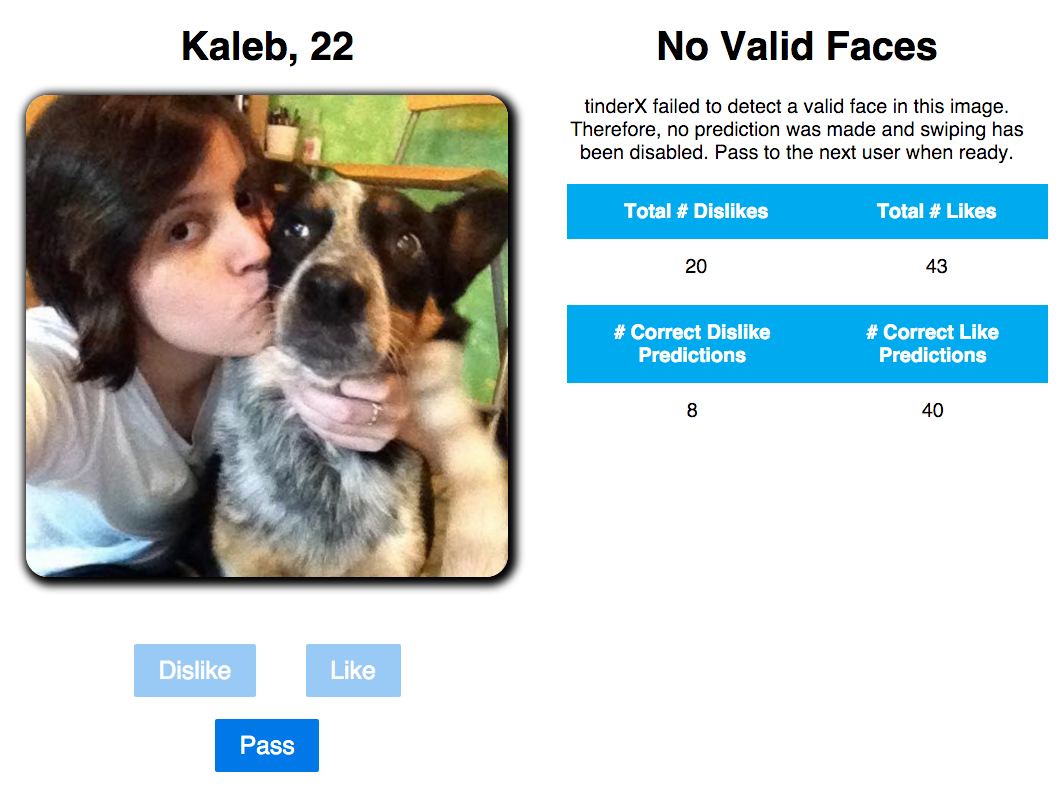 Kaleb, 22
Dislike
Like
Pass
No Valid Faces
tinderX failed to detect a valid face in this image.
Therefore, no prediction was made and swiping has
been disabled. Pass to the next user when ready.
Total # Dislikes
Total # Likes
20
43
# Correct Dislike
Predictions
# Correct Like
Predictions
8
40